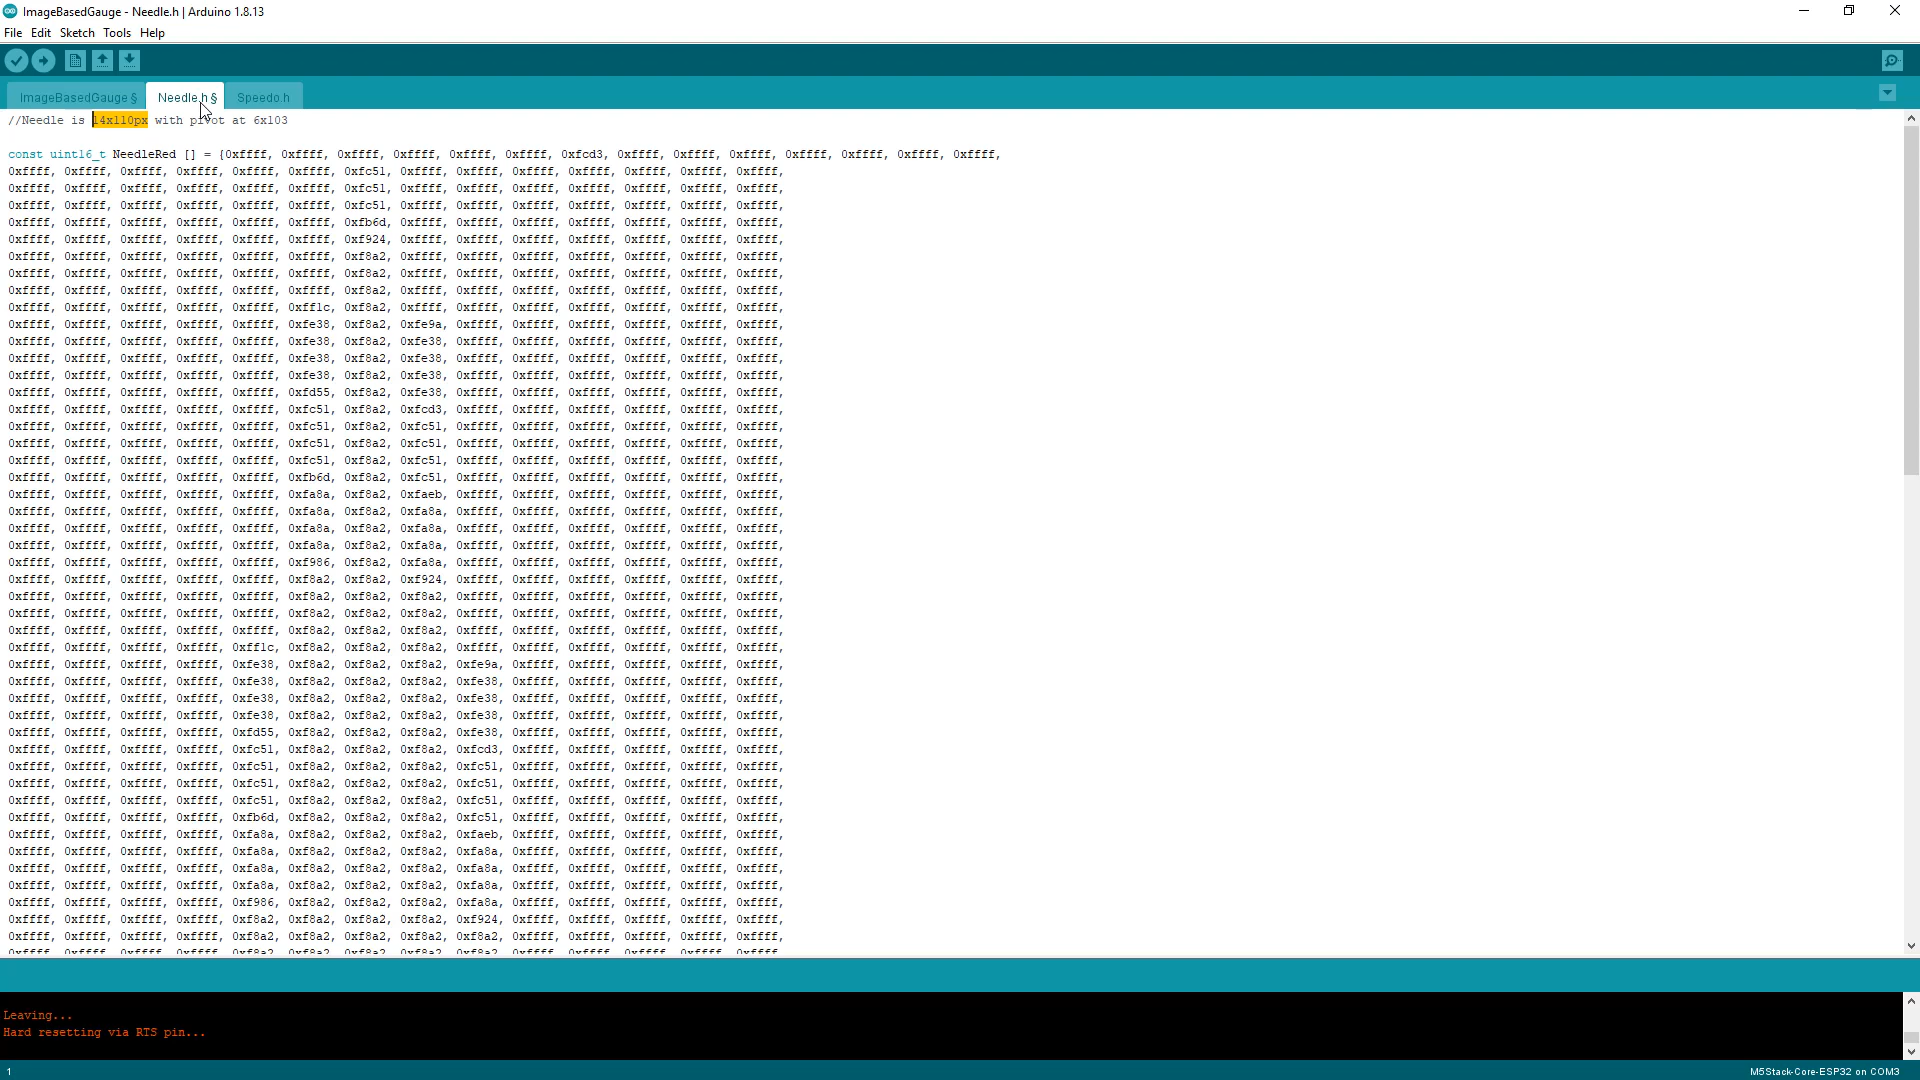 ImageBasedGauge - Needle.h | Arduino 1.8.13
File Edit Sketch Tools Help
ImageBasedGauge § Needle.h § Speedo.h
//Needle is 14x110px with pivot at 6x103
const uint16_t NeedleRed [] = {0xffff, 0xffff, 0xffff, 0xffff, 0xffff, 0xffff, 0xfcd3, 0xffff, 0xffff, 0xffff, 0xffff, 0xffff, 0xffff, 0xffff,
0xffff, 0xffff, 0xffff, 0xffff, 0xffff, 0xffff, 0xfc51, 0xffff, 0xffff, 0xffff, 0xffff, 0xffff, 0xffff, 0xffff,
0xffff, 0xffff, 0xffff, 0xffff, 0xffff, 0xffff, 0xfc51, 0xffff, 0xffff, 0xffff, 0xffff, 0xffff, 0xffff, 0xffff,
0xffff, 0xffff, 0xffff, 0xffff, 0xffff, 0xffff, 0xfc51, 0xffff, 0xffff, 0xffff, 0xffff, 0xffff, 0xffff, 0xffff,
0xffff, 0xffff, 0xffff, 0xffff, 0xffff, 0xffff, 0xfb6d, 0xffff, 0xffff, 0xffff, 0xffff, 0xffff, 0xffff, 0xffff,
0xffff, 0xffff, 0xffff, 0xffff, 0xffff, 0xffff, 0xf924, 0xffff, 0xffff, 0xffff, 0xffff, 0xffff, 0xffff, 0xffff,
0xffff, 0xffff, 0xffff, 0xffff, 0xffff, 0xffff, 0xf8a2, 0xffff, 0xffff, 0xffff, 0xffff, 0xffff, 0xffff, 0xffff,
0xffff, 0xffff, 0xffff, 0xffff, 0xffff, 0xffff, 0xf8a2, 0xffff, 0xffff, 0xffff, 0xffff, 0xffff, 0xffff, 0xffff,
0xffff, 0xffff, 0xffff, 0xffff, 0xffff, 0xffff, 0xf8a2, 0xffff, 0xffff, 0xffff, 0xffff, 0xffff, 0xffff, 0xffff,
0xffff, 0xffff, 0xffff, 0xffff, 0xffff, 0xff1c, 0xf8a2, 0xffff, 0xffff, 0xffff, 0xffff, 0xffff, 0xffff, 0xffff,
0xffff, 0xffff, 0xffff, 0xffff, 0xffff, 0xfe38, 0xf8a2, 0xfe9a, 0xffff, 0xffff, 0xffff, 0xffff, 0xffff, 0xffff,
0xffff, 0xffff, 0xffff, 0xffff, 0xffff, 0xfe38, 0xf8a2, 0xfe38, 0xffff, 0xffff, 0xffff, 0xffff, 0xffff, 0xffff,
0xffff, 0xffff, 0xffff, 0xffff, 0xffff, 0xfe38, 0xf8a2, 0xfe38, 0xffff, 0xffff, 0xffff, 0xffff, 0xffff, 0xffff,
0xffff, 0xffff, 0xffff, 0xffff, 0xffff, 0xfe38, 0xf8a2, 0xfe38, 0xffff, 0xffff, 0xffff, 0xffff, 0xffff, 0xffff,
0xffff, 0xffff, 0xffff, 0xffff, 0xffff, 0xfd55, 0xf8a2, 0xfe38, 0xffff, 0xffff, 0xffff, 0xffff, 0xffff, 0xffff,
0xffff, 0xffff, 0xffff, 0xffff, 0xffff, 0xfc51, 0xf8a2, 0xfcd3, 0xffff, 0xffff, 0xffff, 0xffff, 0xffff, 0xffff,
0xffff, 0xffff, 0xffff, 0xffff, 0xffff, 0xfc51, 0xf8a2, 0xfc51, 0xffff, 0xffff, 0xffff, 0xffff, 0xffff, 0xffff,
0xffff, 0xffff, 0xffff, 0xffff, 0xffff, 0xfc51, 0xf8a2, 0xfc51, 0xffff, 0xffff, 0xffff, 0xffff, 0xffff, 0xffff,
0xffff, 0xffff, 0xffff, 0xffff, 0xffff, 0xfc51, 0xf8a2, 0xfc51, 0xffff, 0xffff, 0xffff, 0xffff, 0xffff, 0xffff,
0xffff, 0xffff, 0xffff, 0xffff, 0xffff, 0xfb6d, 0xf8a2, 0xfc51, 0xffff, 0xffff, 0xffff, 0xffff, 0xffff, 0xffff,
0xffff, 0xffff, 0xffff, 0xffff, 0xffff, 0xfa8a, 0xf8a2, 0xfaeb, 0xffff, 0xffff, 0xffff, 0xffff, 0xffff, 0xffff,
0xffff, 0xffff, 0xffff, 0xffff, 0xffff, 0xfa8a, 0xf8a2, 0xfa8a, 0xffff, 0xffff, 0xffff, 0xffff, 0xffff, 0xffff,
0xffff, 0xffff, 0xffff, 0xffff, 0xffff, 0xfa8a, 0xf8a2, 0xfa8a, 0xffff, 0xffff, 0xffff, 0xffff, 0xffff, 0xffff,
0xffff, 0xffff, 0xffff, 0xffff, 0xffff, 0xfa8a, 0xf8a2, 0xfa8a, 0xffff, 0xffff, 0xffff, 0xffff, 0xffff, 0xffff,
0xffff, 0xffff, 0xffff, 0xffff, 0xffff, 0xf986, 0xf8a2, 0xfa8a, 0xffff, 0xffff, 0xffff, 0xffff, 0xffff, 0xffff,
0xffff, 0xffff, 0xffff, 0xffff, 0xffff, 0xf8a2, 0xf8a2, 0xf924, 0xffff, 0xffff, 0xffff, 0xffff, 0xffff, 0xffff,
0xffff, 0xffff, 0xffff, 0xffff, 0xffff, 0xf8a2, 0xf8a2, 0xf8a2, 0xffff, 0xffff, 0xffff, 0xffff, 0xffff, 0xffff,
0xffff, 0xffff, 0xffff, 0xffff, 0xffff, 0xf8a2, 0xf8a2, 0xf8a2, 0xffff, 0xffff, 0xffff, 0xffff, 0xffff, 0xffff,
0xffff, 0xffff, 0xffff, 0xffff, 0xffff, 0xf8a2, 0xf8a2, 0xf8a2, 0xffff, 0xffff, 0xffff, 0xffff, 0xffff, 0xffff,
0xffff, 0xffff, 0xffff, 0xffff, 0xff1c, 0xf8a2, 0xf8a2, 0xf8a2, 0xffff, 0xffff, 0xffff, 0xffff, 0xffff, 0xffff,
0xffff, 0xffff, 0xffff, 0xffff, 0xfe38, 0xf8a2, 0xf8a2, 0xf8a2, 0xfe9a, 0xffff, 0xffff, 0xffff, 0xffff, 0xffff,
0xffff, 0xffff, 0xffff, 0xffff, 0xfe38, 0xf8a2, 0xf8a2, 0xf8a2, 0xfe38, 0xffff, 0xffff, 0xffff, 0xffff, 0xffff,
0xffff, 0xffff, 0xffff, 0xffff, 0xfe38, 0xf8a2, 0xf8a2, 0xf8a2, 0xfe38, 0xffff, 0xffff, 0xffff, 0xffff, 0xffff,
0xffff, 0xffff, 0xffff, 0xffff, 0xfe38, 0xf8a2, 0xf8a2, 0xf8a2, 0xfe38, 0xffff, 0xffff, 0xffff, 0xffff, 0xffff,
0xffff, 0xffff, 0xffff, 0xffff, 0xfd55, 0xf8a2, 0xf8a2, 0xf8a2, 0xfe38, 0xffff, 0xffff, 0xffff, 0xffff, 0xffff,
0xffff, 0xffff, 0xffff, 0xffff, 0xfc51, 0xf8a2, 0xf8a2, 0xf8a2, 0xfcd3, 0xffff, 0xffff, 0xffff, 0xffff, 0xffff,
0xffff, 0xffff, 0xffff, 0xffff, 0xfc51, 0xf8a2, 0xf8a2, 0xf8a2, 0xfc51, 0xffff, 0xffff, 0xffff, 0xffff, 0xffff,
0xffff, 0xffff, 0xffff, 0xffff, 0xfc51, 0xf8a2, 0xf8a2, 0xf8a2, 0xfc51, 0xffff, 0xffff, 0xffff, 0xffff, 0xffff,
0xffff, 0xffff, 0xffff, 0xffff, 0xfc51, 0xf8a2, 0xf8a2, 0xf8a2, 0xfc51, 0xffff, 0xffff, 0xffff, 0xffff, 0xffff,
0xffff, 0xffff, 0xffff, 0xffff, 0xfb6d, 0xf8a2, 0xf8a2, 0xf8a2, 0xfc51, 0xffff, 0xffff, 0xffff, 0xffff, 0xffff,
0xffff, 0xffff, 0xffff, 0xffff, 0xfa8a, 0xf8a2, 0xf8a2, 0xf8a2, 0xfaeb, 0xffff, 0xffff, 0xffff, 0xffff, 0xffff,
0xffff, 0xffff, 0xffff, 0xffff, 0xfa8a, 0xf8a2, 0xf8a2, 0xf8a2, 0xfa8a, 0xffff, 0xffff, 0xffff, 0xffff, 0xffff,
0xffff, 0xffff, 0xffff, 0xffff, 0xfa8a, 0xf8a2, 0xf8a2, 0xf8a2, 0xfa8a, 0xffff, 0xffff, 0xffff, 0xffff, 0xffff,
0xffff, 0xffff, 0xffff, 0xffff, 0xfa8a, 0xf8a2, 0xf8a2, 0xf8a2, 0xfa8a, 0xffff, 0xffff, 0xffff, 0xffff, 0xffff,
0xffff, 0xffff, 0xffff, 0xffff, 0xf986, 0xf8a2, 0xf8a2, 0xf8a2, 0xfa8a, 0xffff, 0xffff, 0xffff, 0xffff, 0xffff,
0xffff, 0xffff, 0xffff, 0xffff, 0xf8a2, 0xf8a2, 0xf8a2, 0xf8a2, 0xf924, 0xffff, 0xffff, 0xffff, 0xffff, 0xffff,
0xffff, 0xffff, 0xffff, 0xffff, 0xf8a2, 0xf8a2, 0xf8a2, 0xf8a2, 0xf8a2, 0xffff, 0xffff, 0xffff, 0xffff, 0xffff,
0xffff, 0xffff, 0xffff, 0xffff, 0xf8a2, 0xf8a2, 0xf8a2, 0xf8a2, 0xf8a2, 0xffff, 0xffff, 0xffff, 0xffff, 0xffff,
Leaving...
Hard resetting via RTS pin...
1 M5Stack-Core-ESP32 on COM3